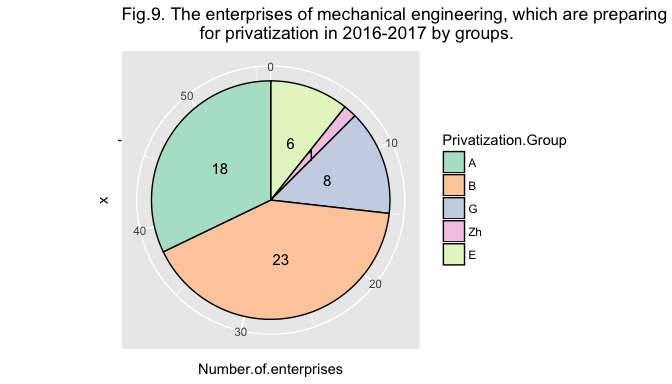 Fig.9. The enterprises of mechanical engineering, which are preparing
for privatization in 2016-2017 by groups.
0
50
10
40
20
30
6
1
18
8
23
x
Number.of.enterprises
Privatization.Group
A
B
G
Zh
E